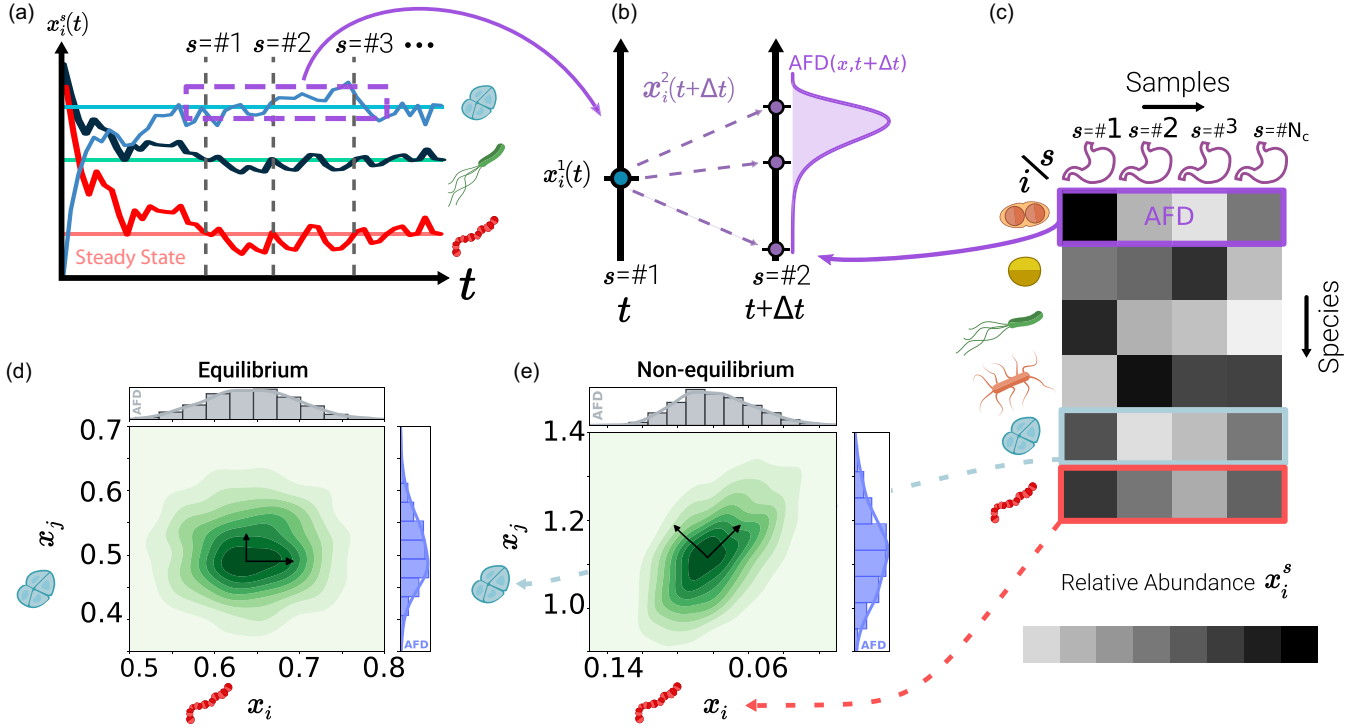 (a)
x_i^s(t)
s=#1 s=#2 s=#3 •••
Steady State
t
(b)
AFD(x,t+Δt)
x_i^2(t+Δt)
x_i^1(t)
s=#1
t
s=#2
t+Δt
(c)
Samples
s=#1 s=#2 s=#3 s=#N_c
i/s
AFD
Species
Relative Abundance x_i^s
(d)
Equilibrium
AFD
0.7
0.6
0.5
0.4
x_j
AFD
0.5 0.6 0.7 0.8
x_i
(e)
Non-equilibrium
AFD
1.4
1.2
1.0
x_j
AFD
0.14 0.06
x_i